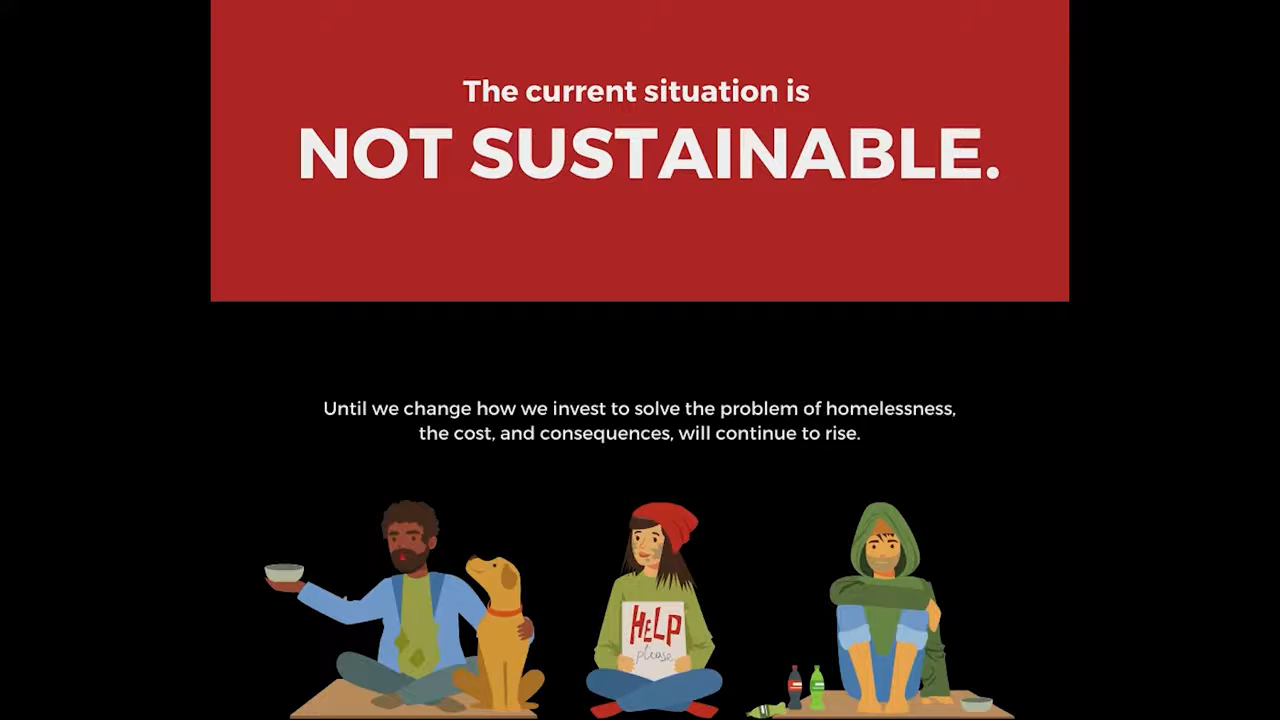 The current situation is
NOT SUSTAINABLE.
Until we change how we invest to solve the problem of homelessness,
the cost, and consequences, will continue to rise.
HELP
please